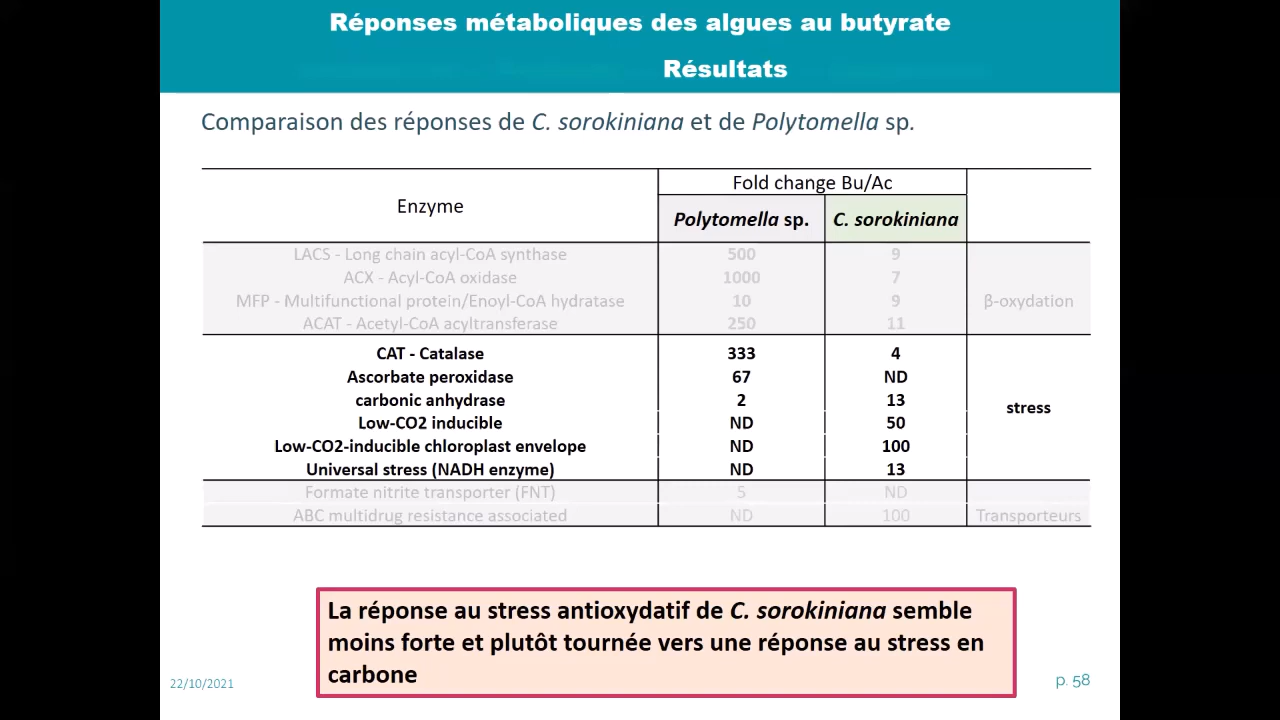 Réponses métaboliques des algues au butyrate
Résultats
Comparaison des réponses de C. sorokiniana et de Polytomella sp.
Enzyme Fold change Bu/Ac
Polytomella sp. C. sorokiniana
LACS - Long chain acyl-CoA synthase 500 9
ACX - Acyl-CoA oxidase 1000 7
MFP - Multifunctional protein/Enoyl-CoA hydratase 10 9 β-oxydation
ACAT - Acetyl-CoA acyltransferase 250 11
CAT - Catalase 333 4
Ascorbate peroxidase 67 ND
carbonic anhydrase 2 13 stress
Low-CO2 inducible ND 50
Low-CO2-inducible chloroplast envelope ND 100
Universal stress (NADH enzyme) ND 13
Formate nitrite transporter (FNT) 5 ND
ABC multidrug resistance associated ND 100 Transporteurs
La réponse au stress antioxydatif de C. sorokiniana semble
moins forte et plutôt tournée vers une réponse au stress en
carbone
22/10/2021
p. 58